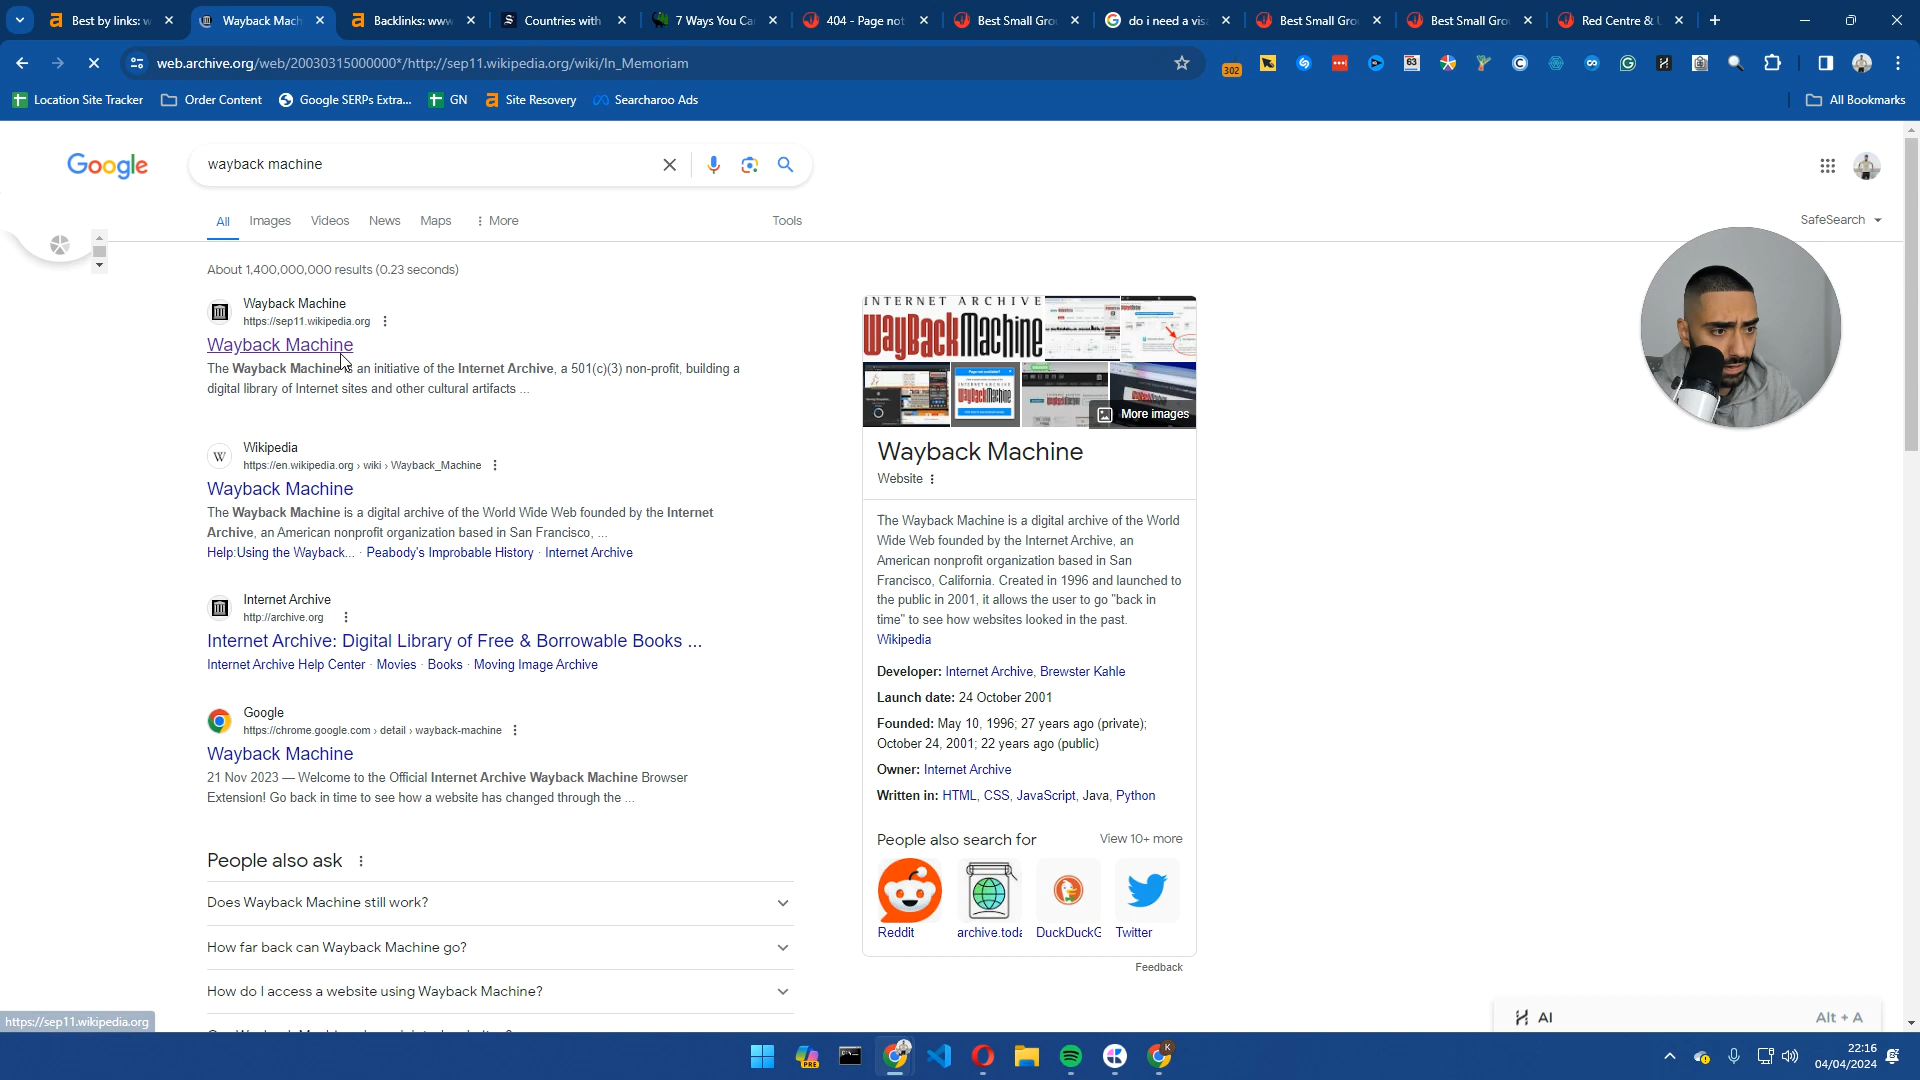 Best by links: w
Wayback Mach
Backlinks: www
Countries with
7 Ways You Ca
404 - Page not
Best Small Gro
do i need a vis
Best Small Gro
Best Small Gro
Red Centre & U
web.archive.org/web/20030315000000*/http://sep11.wikipedia.org/wiki/In_Memoriam
302
63
Location Site Tracker
Order Content
Google SERPs Extra...
GN
Site Recovery
Searcharoo Ads
All Bookmarks
Google
wayback machine
All
Images
Videos
News
Maps
More
Tools
SafeSearch
About 1,400,000,000 results (0.23 seconds)
Wayback Machine
https://sep11.wikipedia.org
Wayback Machine
The Wayback Machine is an initiative of the Internet Archive, a 501(c)(3) non-profit, building a
digital library of Internet sites and other cultural artifacts ...
Wikipedia
https://en.wikipedia.org › wiki › Wayback_Machine
Wayback Machine
The Wayback Machine is a digital archive of the World Wide Web founded by the Internet
Archive, an American nonprofit organization based in San Francisco, ...
Help:Using the Wayback... · Peabody's Improbable History · Internet Archive
Internet Archive
http://archive.org
Internet Archive: Digital Library of Free & Borrowable Books ...
Internet Archive Help Center · Movies · Books · Moving Image Archive
Google
https://chrome.google.com › detail › wayback-machine
Wayback Machine
21 Nov 2023 — Welcome to the Official Internet Archive Wayback Machine Browser
Extension! Go back in time to see how a website has changed through the ...
People also ask
Does Wayback Machine still work?
How far back can Wayback Machine go?
How do I access a website using Wayback Machine?
INTERNET ARCHIVE
WayBackMachine
More images
Wayback Machine
Website
The Wayback Machine is a digital archive of the World
Wide Web founded by the Internet Archive, an
American nonprofit organization based in San
Francisco, California. Created in 1996 and launched to
the public in 2001, it allows the user to go "back in
time" to see how websites looked in the past.
Wikipedia
Developer: Internet Archive, Brewster Kahle
Launch date: 24 October 2001
Founded: May 10, 1996; 27 years ago (private);
October 24, 2001; 22 years ago (public)
Owner: Internet Archive
Written in: HTML, CSS, JavaScript, Java, Python
People also search for
View 10+ more
Reddit
archive.toda
DuckDuckG
Twitter
Feedback
AI
Alt + A
https://sep11.wikipedia.org
PRE
K
22:16
04/04/2024